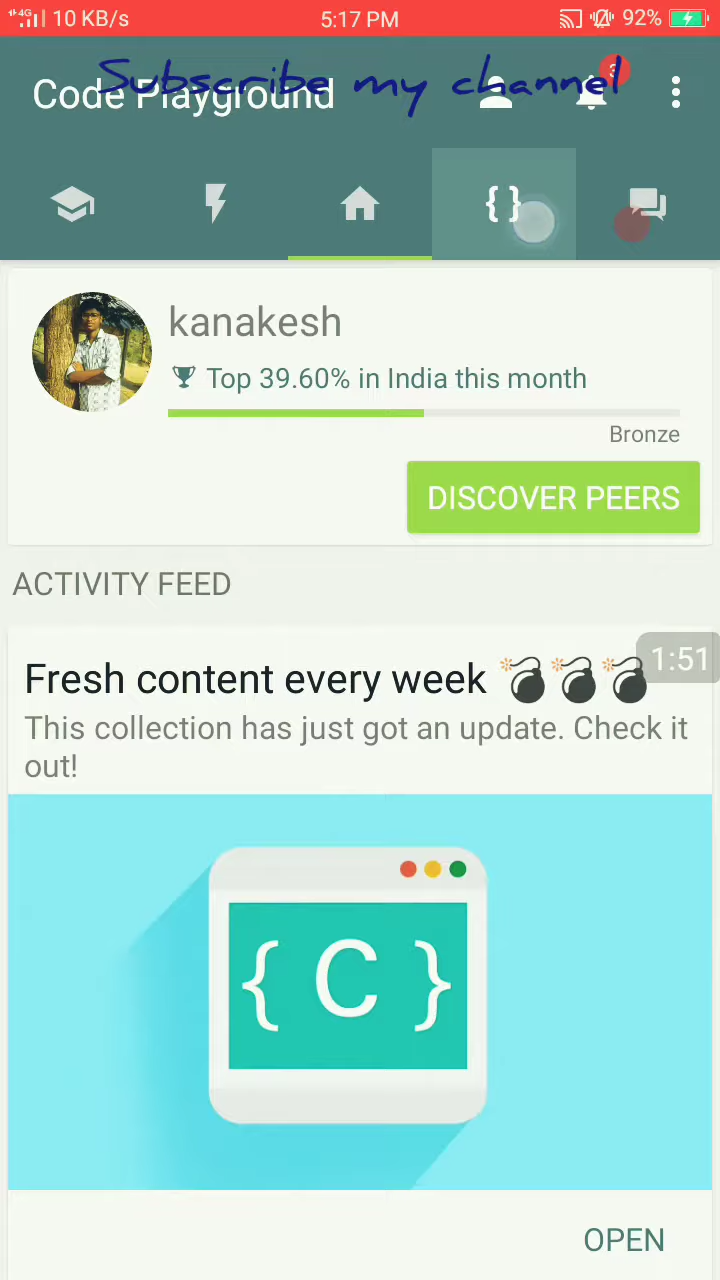 4G 10 KB/s 5:17 PM 92%
Subscribe my channel
Code Playground 3
{ }
kanakesh
Top 39.60% in India this month
Bronze
DISCOVER PEERS
ACTIVITY FEED
Fresh content every week
1:51
This collection has just got an update. Check it
out!
{ C }
OPEN